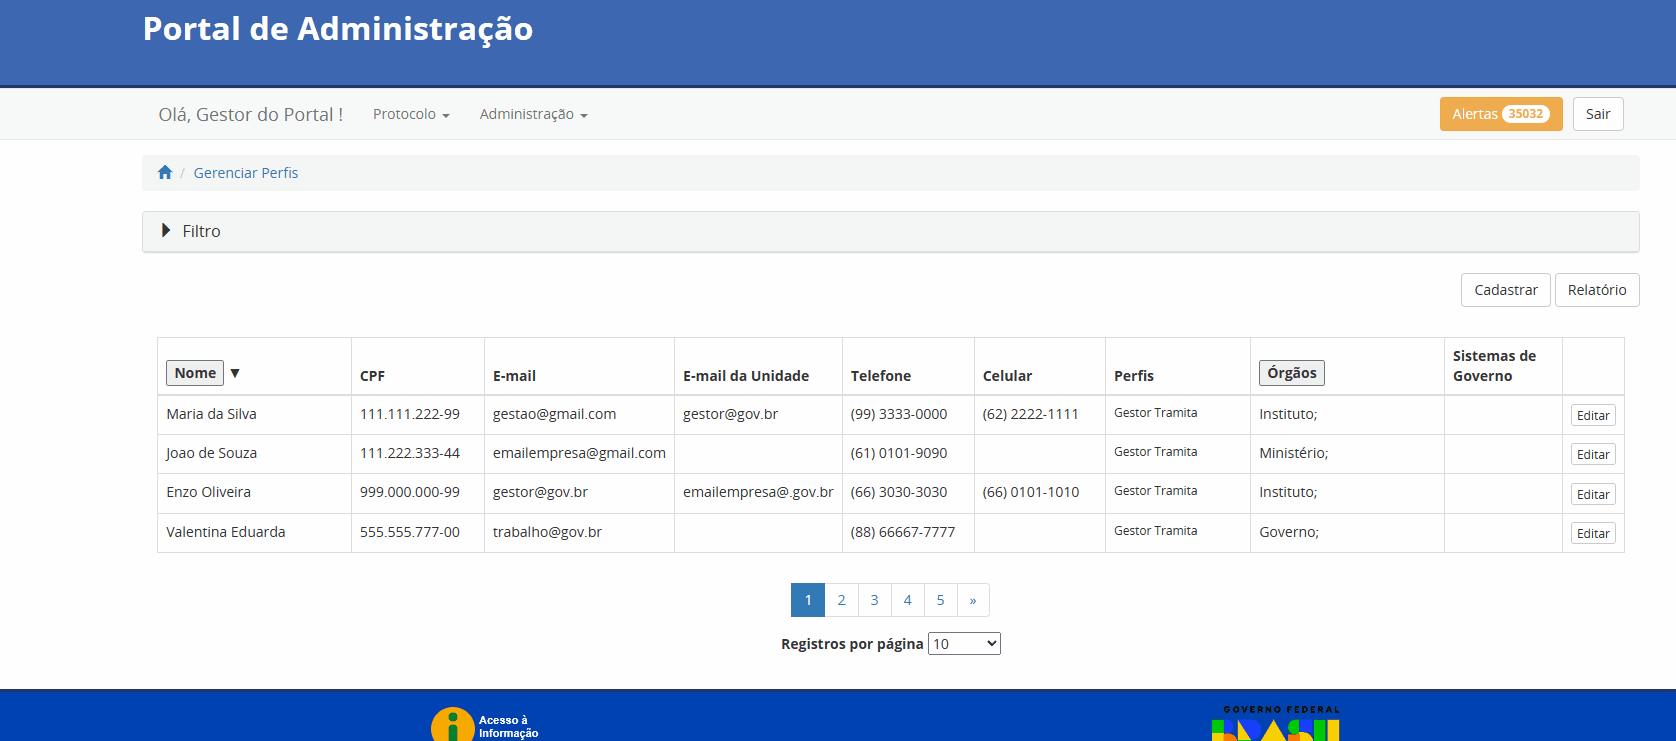 Portal de Administração
Olá, Gestor do Portal ! Protocolo Administração Alertas 35032 Sair
/ Gerenciar Perfis
Filtro
Cadastrar Relatório
Nome ▼ CPF E-mail E-mail da Unidade Telefone Celular Perfis Órgãos Sistemas de Governo
Maria da Silva 111.111.222-99 gestao@gmail.com gestor@gov.br (99) 3333-0000 (62) 2222-1111 Gestor Tramita Instituto; Editar
Joao de Souza 111.222.333-44 emailempresa@gmail.com (61) 0101-9090 Gestor Tramita Ministério; Editar
Enzo Oliveira 999.000.000-99 gestor@gov.br emailempresa@.gov.br (66) 3030-3030 (66) 0101-1010 Gestor Tramita Instituto; Editar
Valentina Eduarda 555.555.777-00 trabalho@gov.br (88) 66667-7777 Gestor Tramita Governo; Editar
1 2 3 4 5 »
Registros por página 10
Acesso à
Informação
GOVERNO FEDERAL
BRASIL